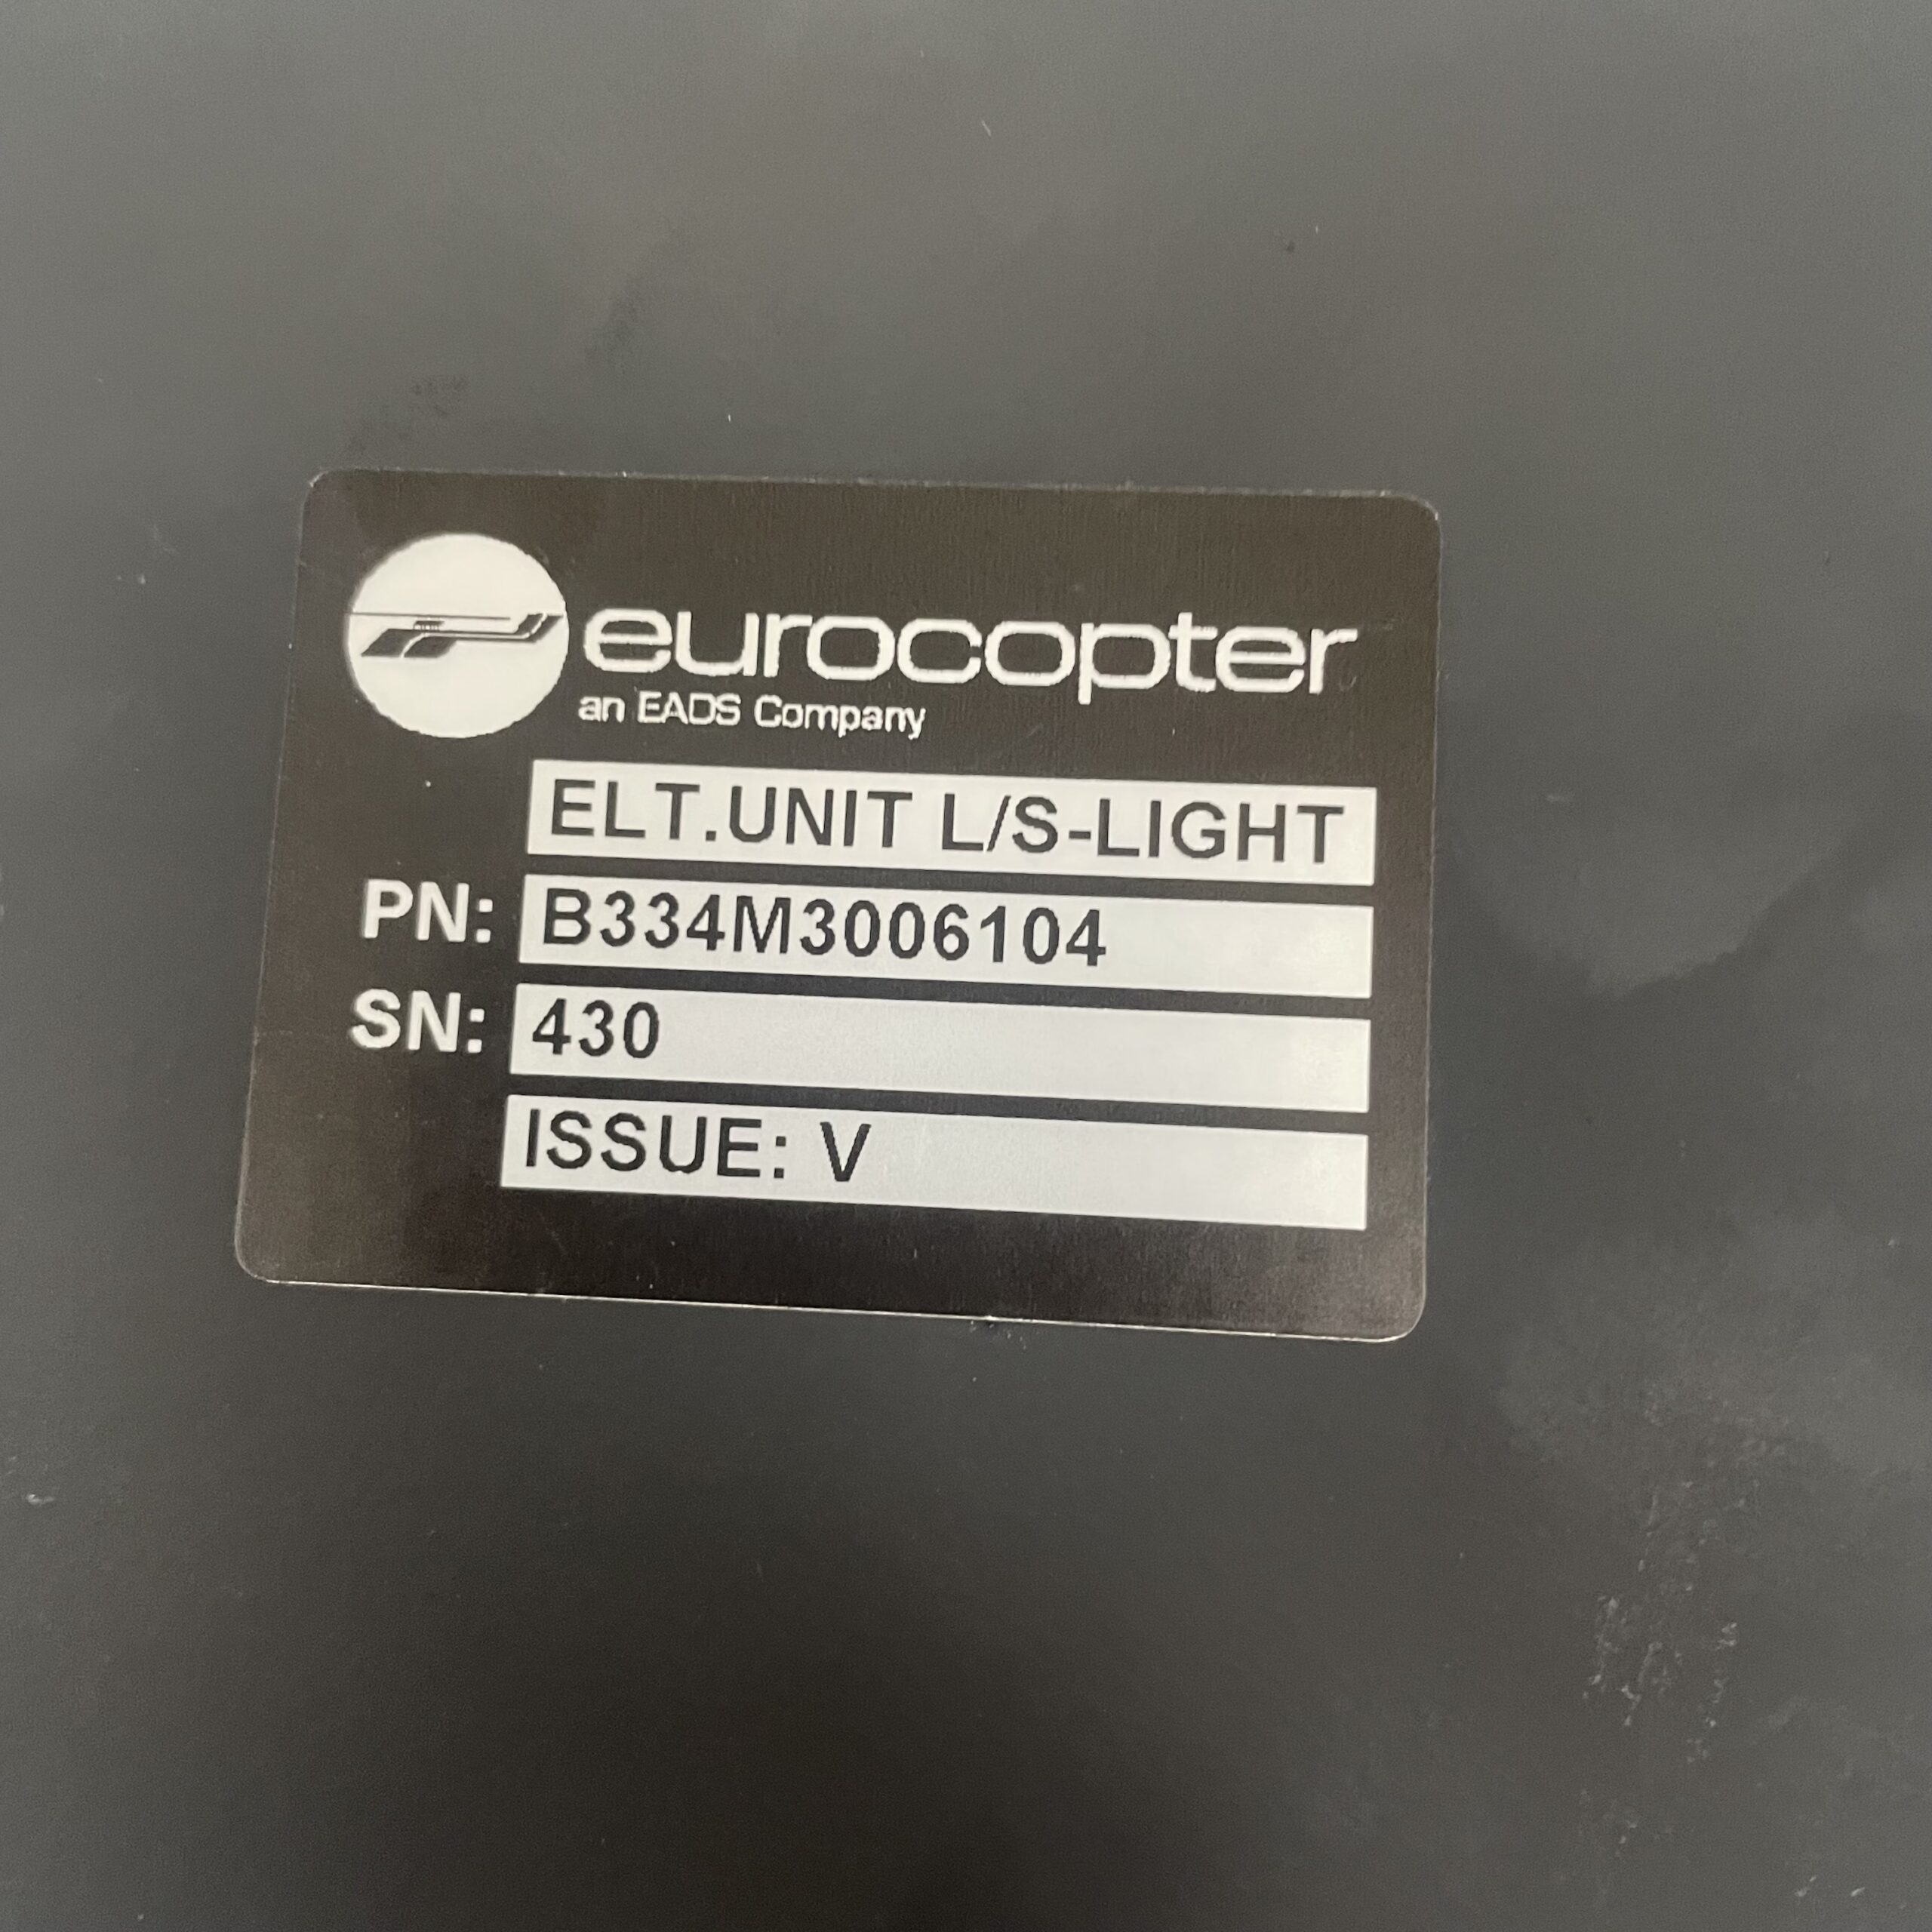 eurocopter
an EADS Company
ELT.UNIT L/S-LIGHT
PN: B334M3006104
SN: 430
ISSUE: V